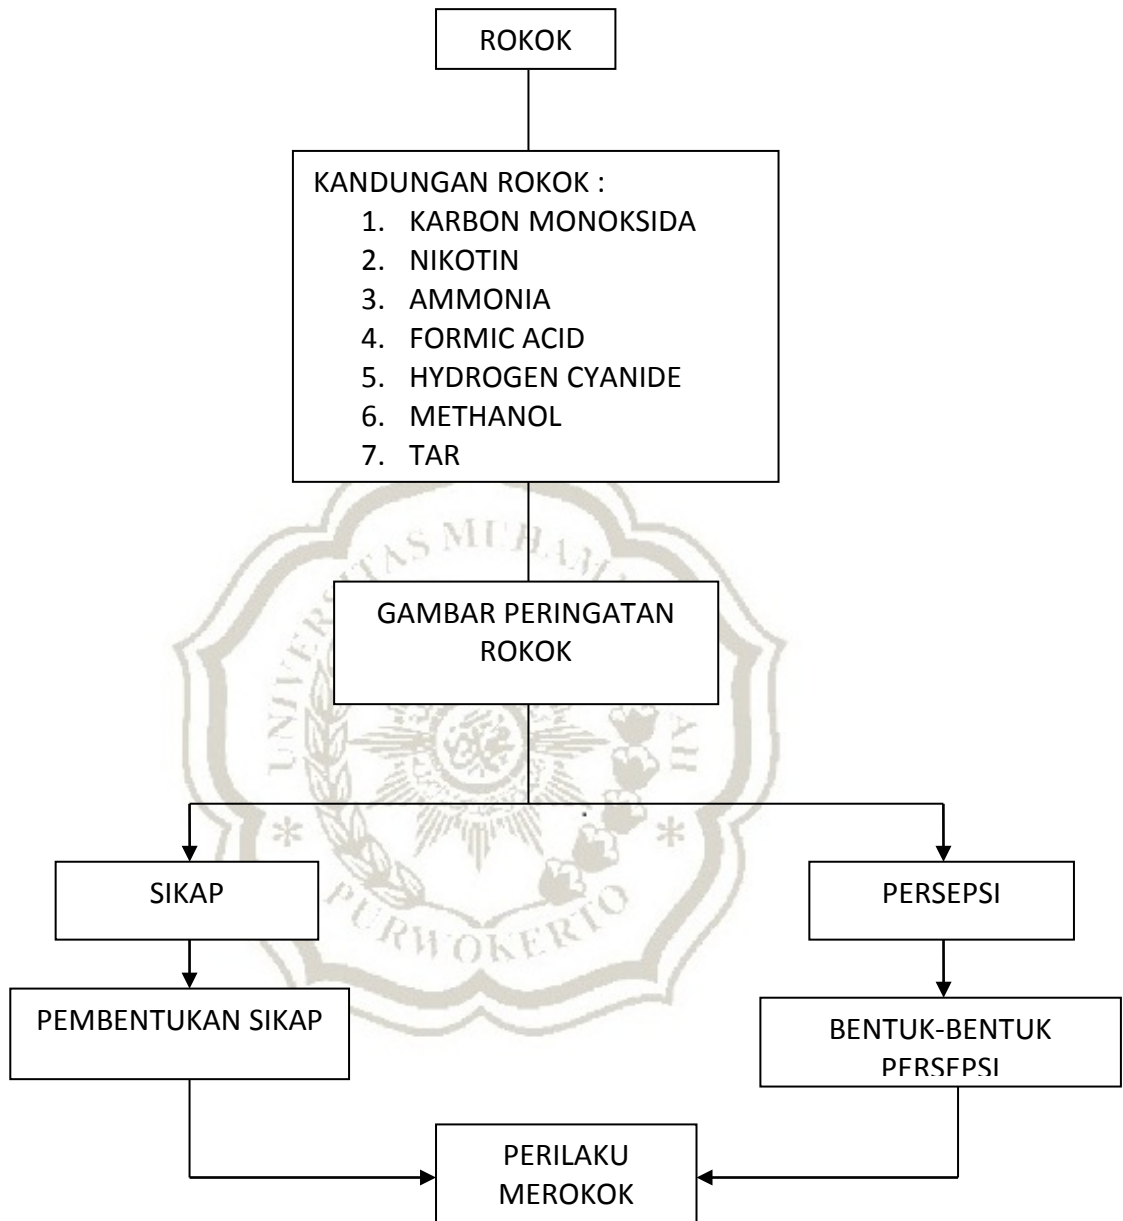 ROKOK
KANDUNGAN ROKOK :
1. KARBON MONOKSIDA
2. NIKOTIN
3. AMMONIA
4. FORMIC ACID
5. HYDROGEN CYANIDE
6. METHANOL
7. TAR
GAMBAR PERINGATAN
ROKOK
SIKAP
PERSEPSI
PEMBENTUKAN SIKAP
BENTUK-BENTUK
PERSEPSI
PERILAKU
MEROKOK
PURWOKERTO